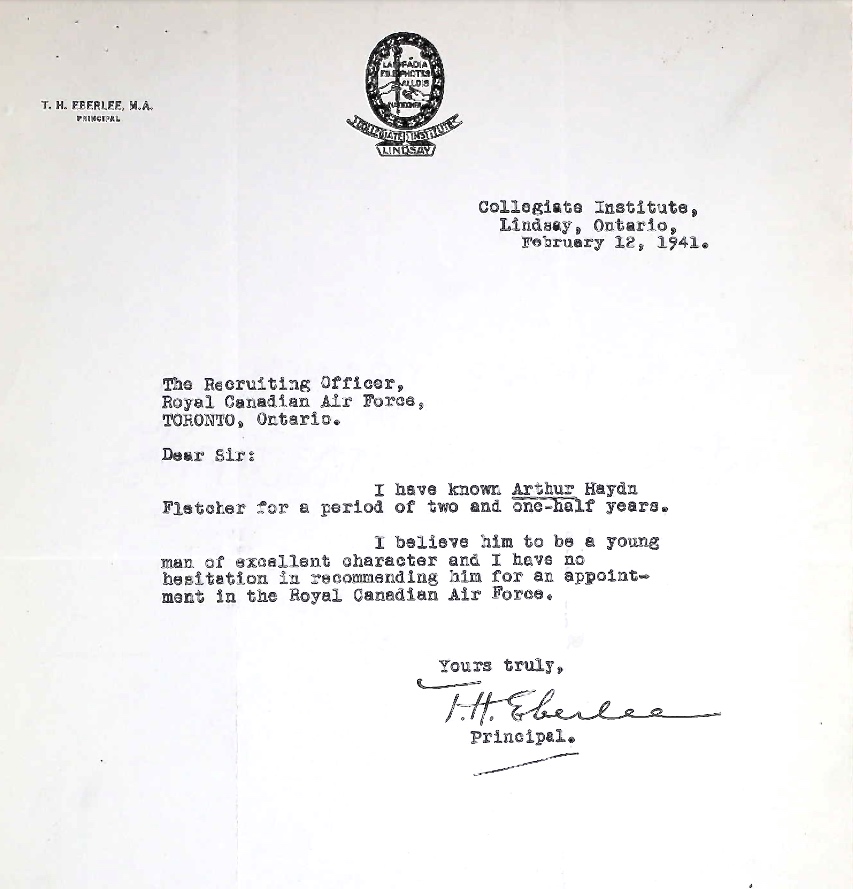 T. H. EBERLEE, M.A.
PRINCIPAL
COLLEGIATE INSTITUTE
LINDSAY
Collegiate Institute,
Lindsay, Ontario,
February 12, 1941.
The Recruiting Officer,
Royal Canadian Air Force,
TORONTO, Ontario.
Dear Sir:
I have known Arthur Haydn
Fletcher for a period of two and one-half years.
I believe him to be a young
man of excellent character and I have no
hesitation in recommending him for an appoint-
ment in the Royal Canadian Air Force.
Yours truly,
T.H. Eberlee
Principal.